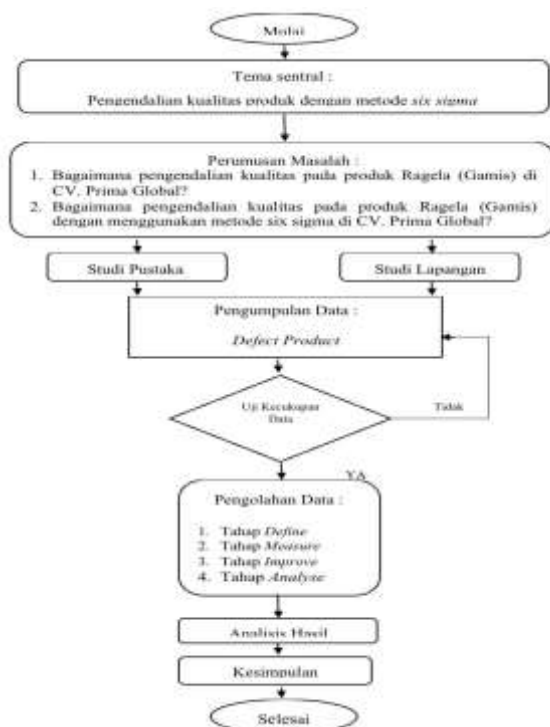 Mulai
Tema sentral :
Pengendalian kualitas produk dengan metode six sigma
Perumusan Masalah :
1. Bagaimana pengendalian kualitas pada produk Ragela (Gamis) di
CV. Prima Global?
2. Bagaimana pengendalian kualitas pada produk Ragela (Gamis)
dengan menggunakan metode six sigma di CV. Prima Global?
Studi Pustaka
Studi Lapangan
Pengumpulan Data :
Defect Product
Uji Kecukupan
Data
Tidak
YA
Pengolahan Data :
1. Tahap Define
2. Tahap Measure
3. Tahap Improve
4. Tahap Analyse
Analisis Hasil
Kesimpulan
Selesai